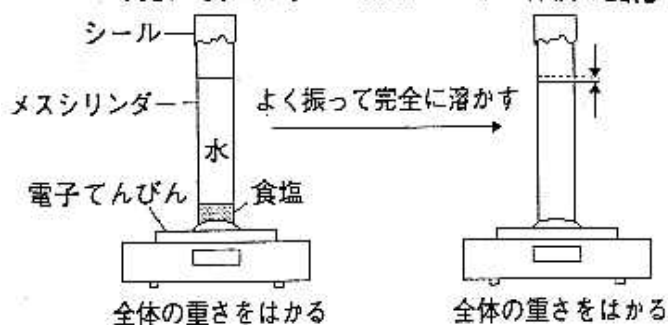 シール
メスシリンダー
よく振って完全に溶かす
水
電子てんびん
食塩
全体の重さをはかる
全体の重さをはかる